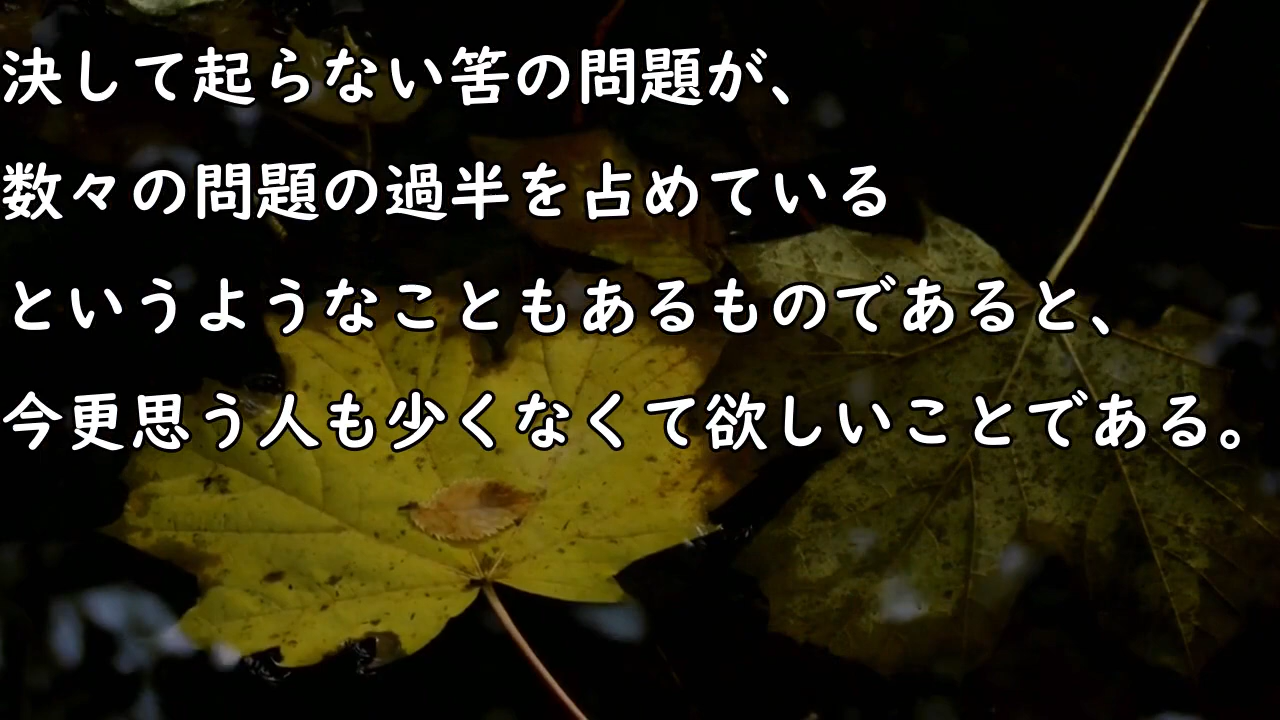 決して起らない筈の問題が、
数々の問題の過半を占めている
というようなこともあるものであると、
今更思う人も少くなくて欲しいことである。